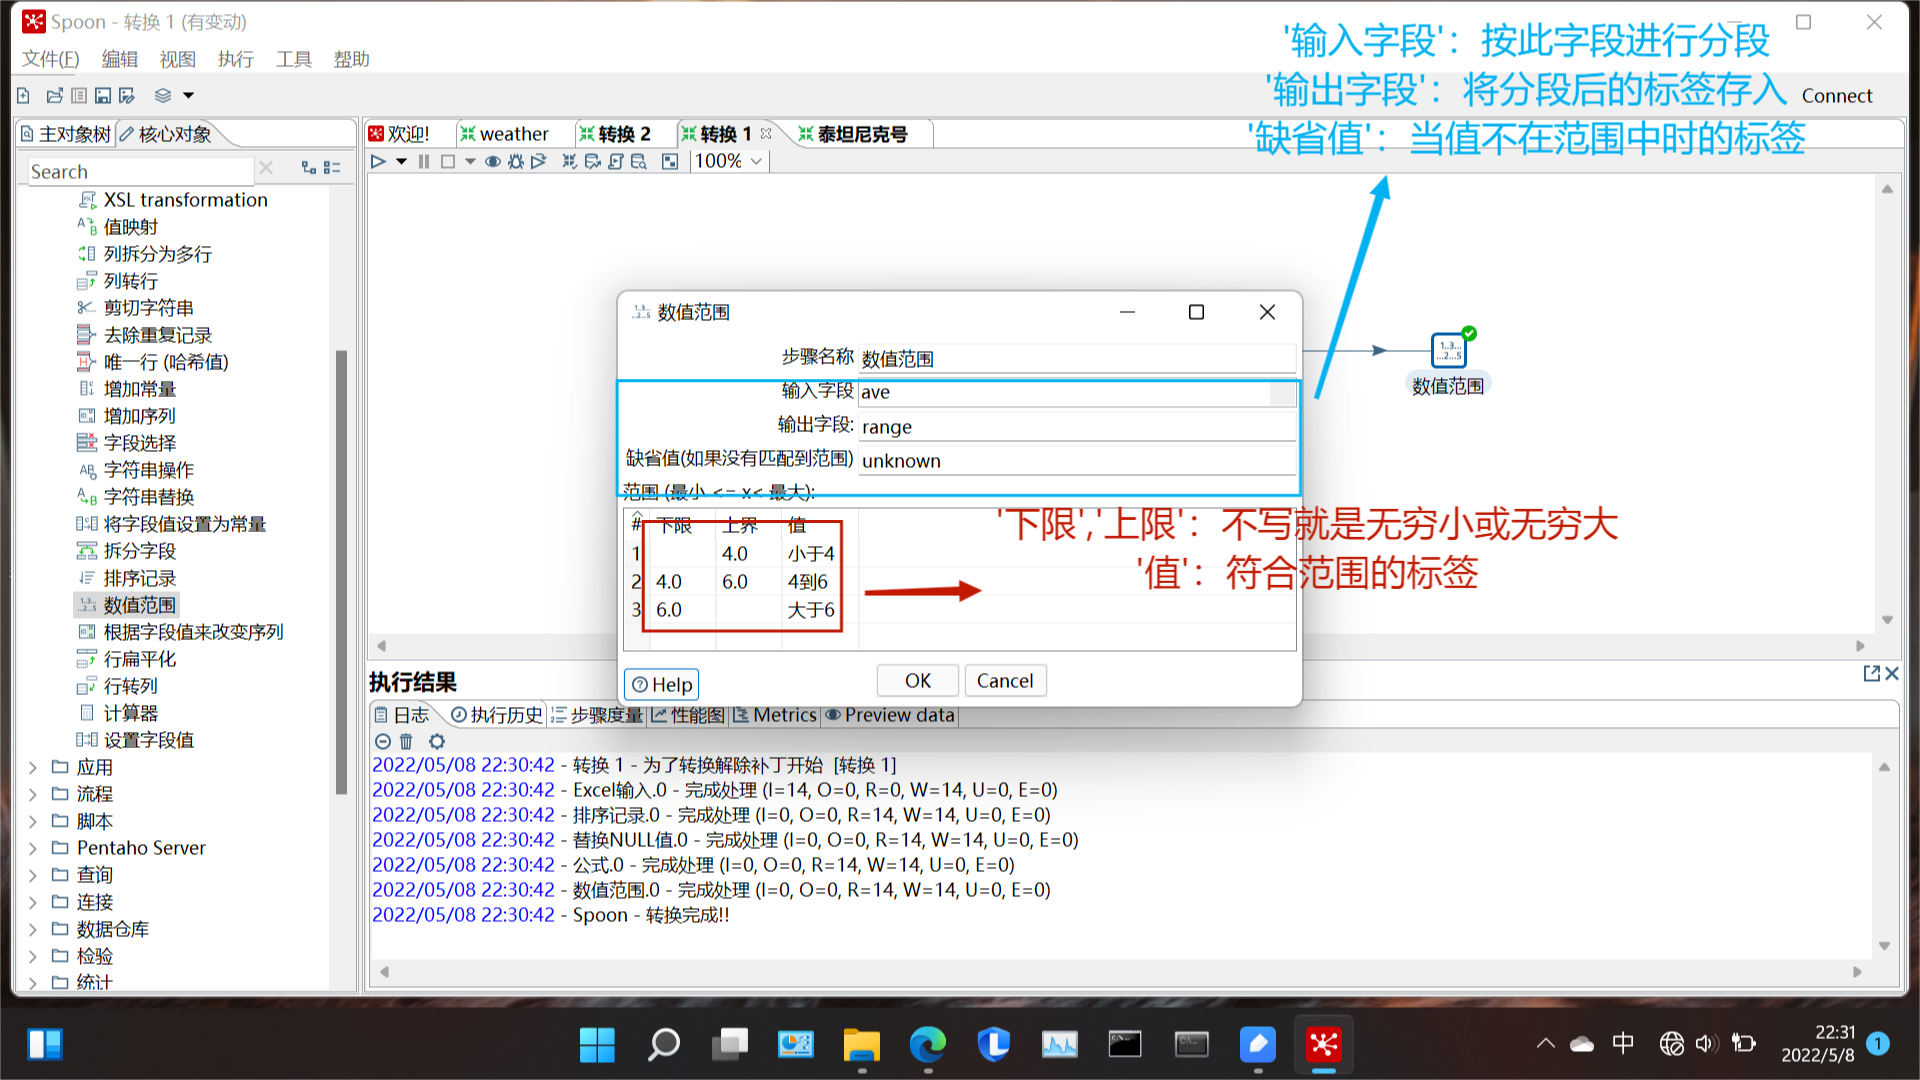 Spoon - 转换 1 (有变动)
文件(F) 编辑 视图 执行 工具 帮助
Connect
'输入字段'：按此字段进行分段
'输出字段'：将分段后的标签存入
'缺省值'：当值不在范围中时的标签
主对象树 核心对象
欢迎! weather 转换 2 转换 1 泰坦尼克号
Search
100%
XSL transformation
值映射
列拆分为多行
列转行
剪切字符串
去除重复记录
唯一行 (哈希值)
增加常量
增加序列
字段选择
字符串操作
字符串替换
将字段值设置为常量
拆分字段
排序记录
数值范围
根据字段值来改变序列
行扁平化
行转列
计算器
设置字段值
应用
流程
脚本
Pentaho Server
查询
连接
数据仓库
检验
统计
数值范围
数值范围
步骤名称 数值范围
输入字段 ave
输出字段: range
缺省值(如果没有匹配到范围) unknown
范围 (最小 <= x< 最大):
# 下限 上界 值
1 4.0 小于4
2 4.0 6.0 4到6
3 6.0 大于6
'下限','上限'：不写就是无穷小或无穷大
'值'：符合范围的标签
Help OK Cancel
执行结果
日志 执行历史 步骤度量 性能图 Metrics Preview data
2022/05/08 22:30:42 - 转换 1 - 为了转换解除补丁开始 [转换 1]
2022/05/08 22:30:42 - Excel输入.0 - 完成处理 (I=14, O=0, R=0, W=14, U=0, E=0)
2022/05/08 22:30:42 - 排序记录.0 - 完成处理 (I=0, O=0, R=14, W=14, U=0, E=0)
2022/05/08 22:30:42 - 替换NULL值.0 - 完成处理 (I=0, O=0, R=14, W=14, U=0, E=0)
2022/05/08 22:30:42 - 公式.0 - 完成处理 (I=0, O=0, R=14, W=14, U=0, E=0)
2022/05/08 22:30:42 - 数值范围.0 - 完成处理 (I=0, O=0, R=14, W=14, U=0, E=0)
2022/05/08 22:30:42 - Spoon - 转换完成!!
中
22:31
2022/5/8
1